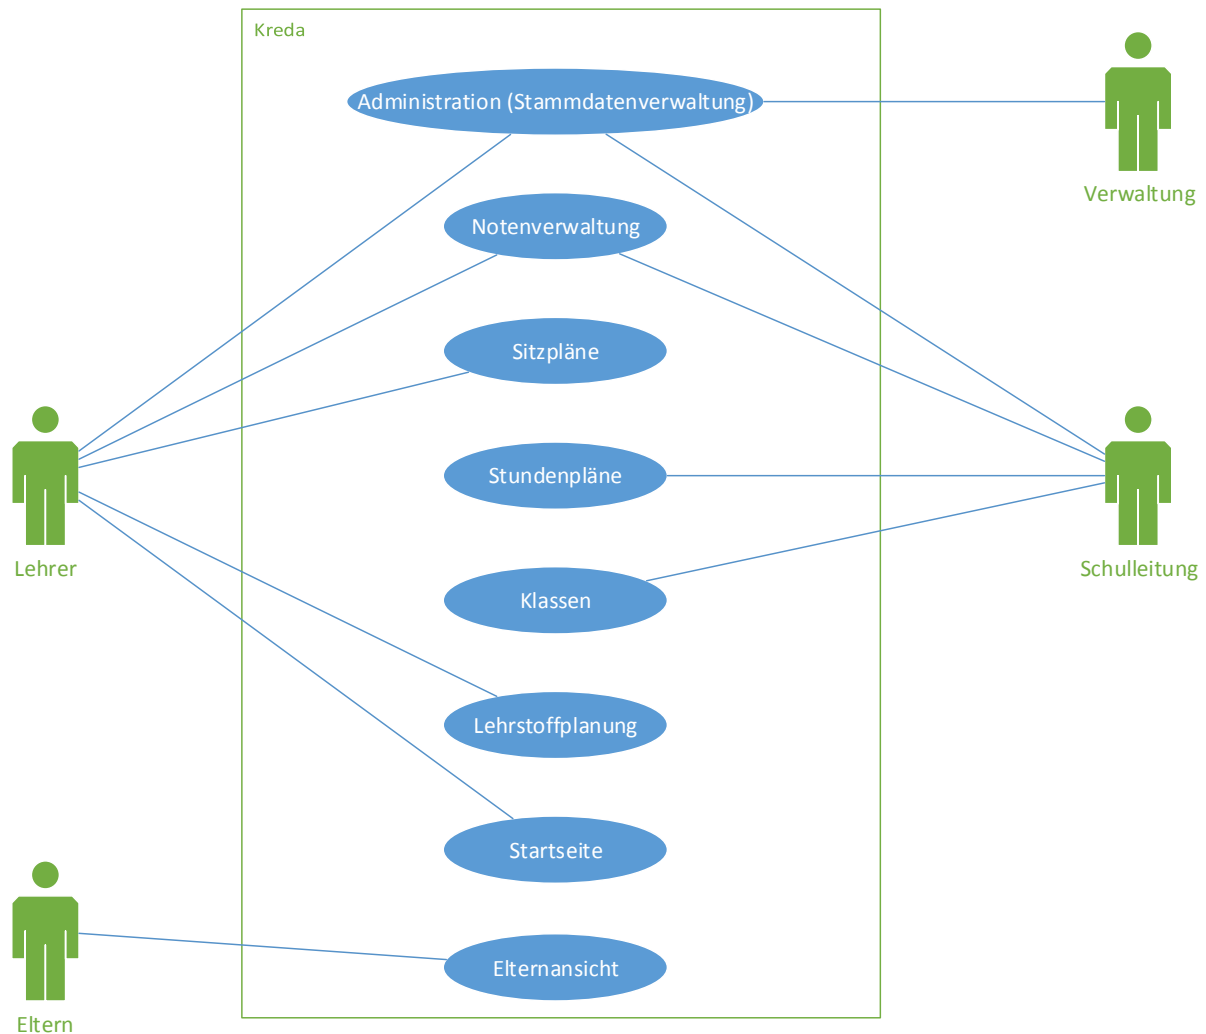 Kreda
Administration (Stammdatenverwaltung)
Verwaltung
Notenverwaltung
Sitzpläne
Stundenpläne
Lehrer
Schulleitung
Klassen
Lehrstoffplanung
Startseite
Elternansicht
Eltern